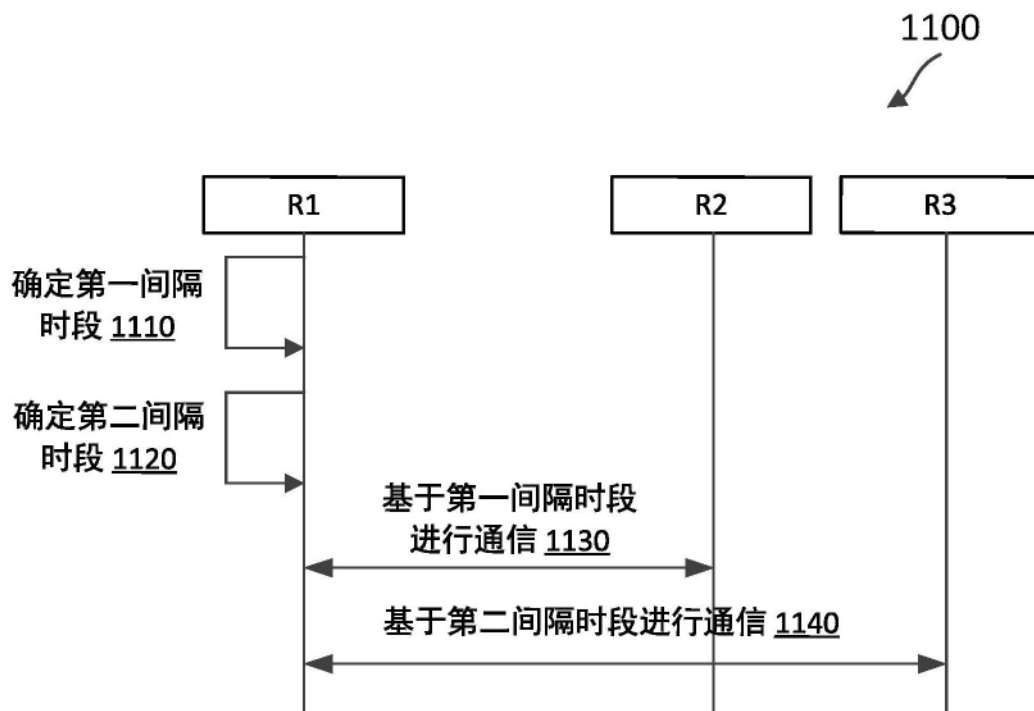 1100
R1
R2
R3
确定第一间隔
时段 1110
确定第二间隔
时段 1120
基于第一间隔时段
进行通信 1130
基于第二间隔时段进行通信 1140